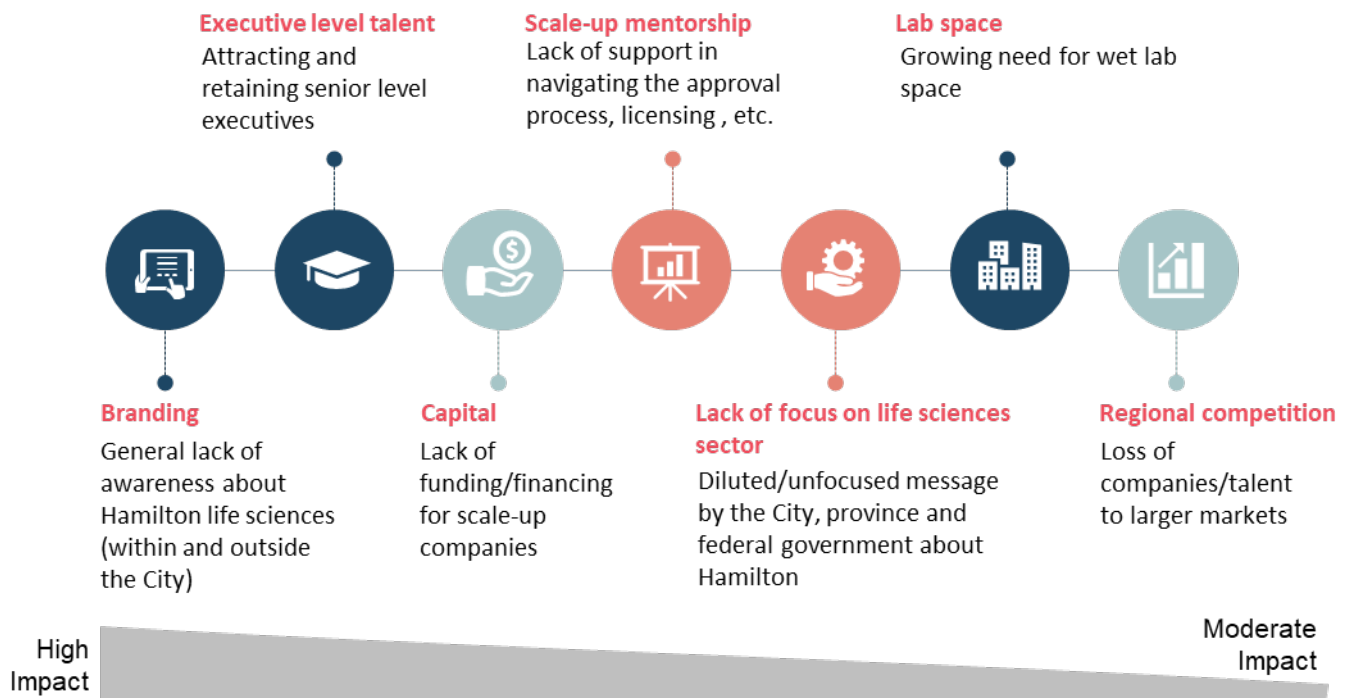 Executive level talent
Attracting and
retaining senior level
executives
Scale-up mentorship
Lack of support in
navigating the approval
process, licensing , etc.
Lab space
Growing need for wet lab
space
$
Branding
General lack of
awareness about
Hamilton life sciences
(within and outside
the City)
Capital
Lack of
funding/financing
for scale-up
companies
Lack of focus on life sciences
sector
Diluted/unfocused message
by the City, province and
federal government about
Hamilton
Regional competition
Loss of
companies/talent
to larger markets
High
Impact
Moderate
Impact